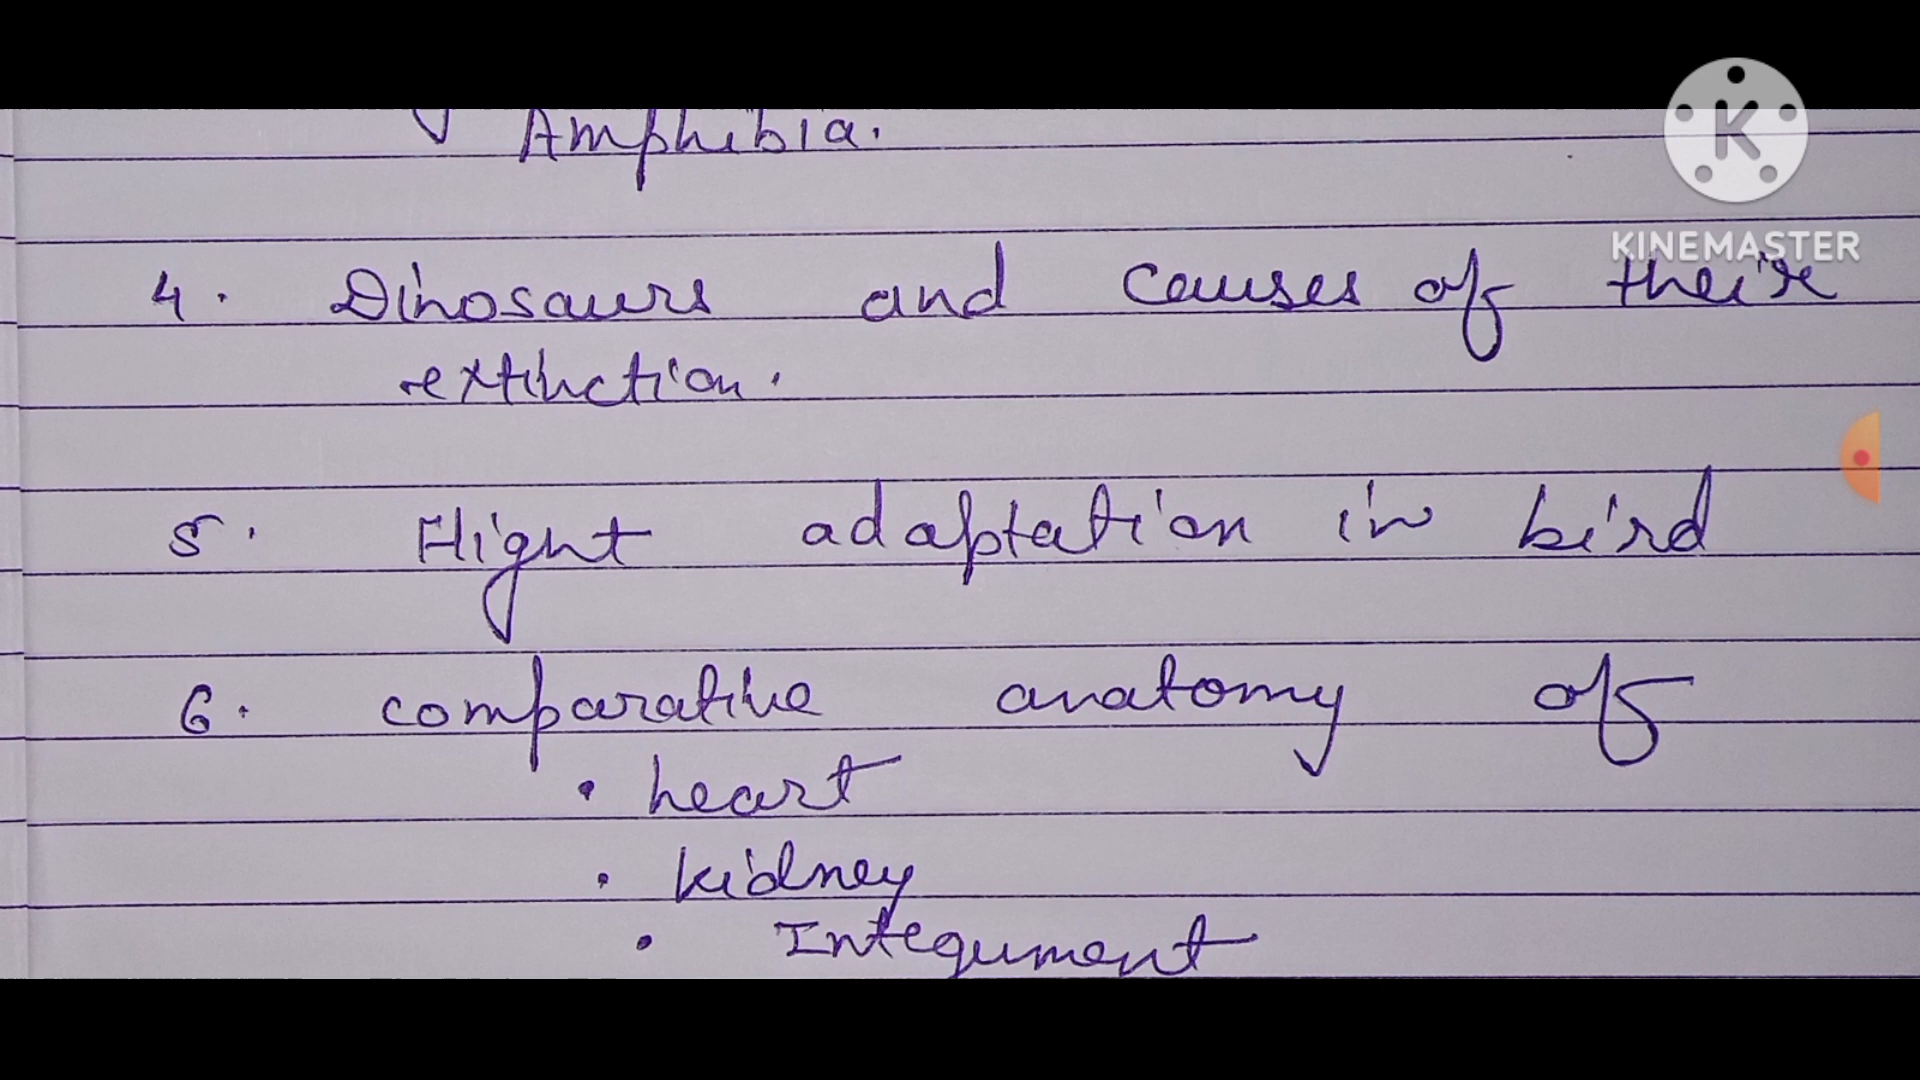 Amphibia.
KINEMASTER
4. Dinosaurs and causes of their
extinction.
5. Flight adaptation in bird
6. comparative anatomy of
• heart
• kidney
• Integument